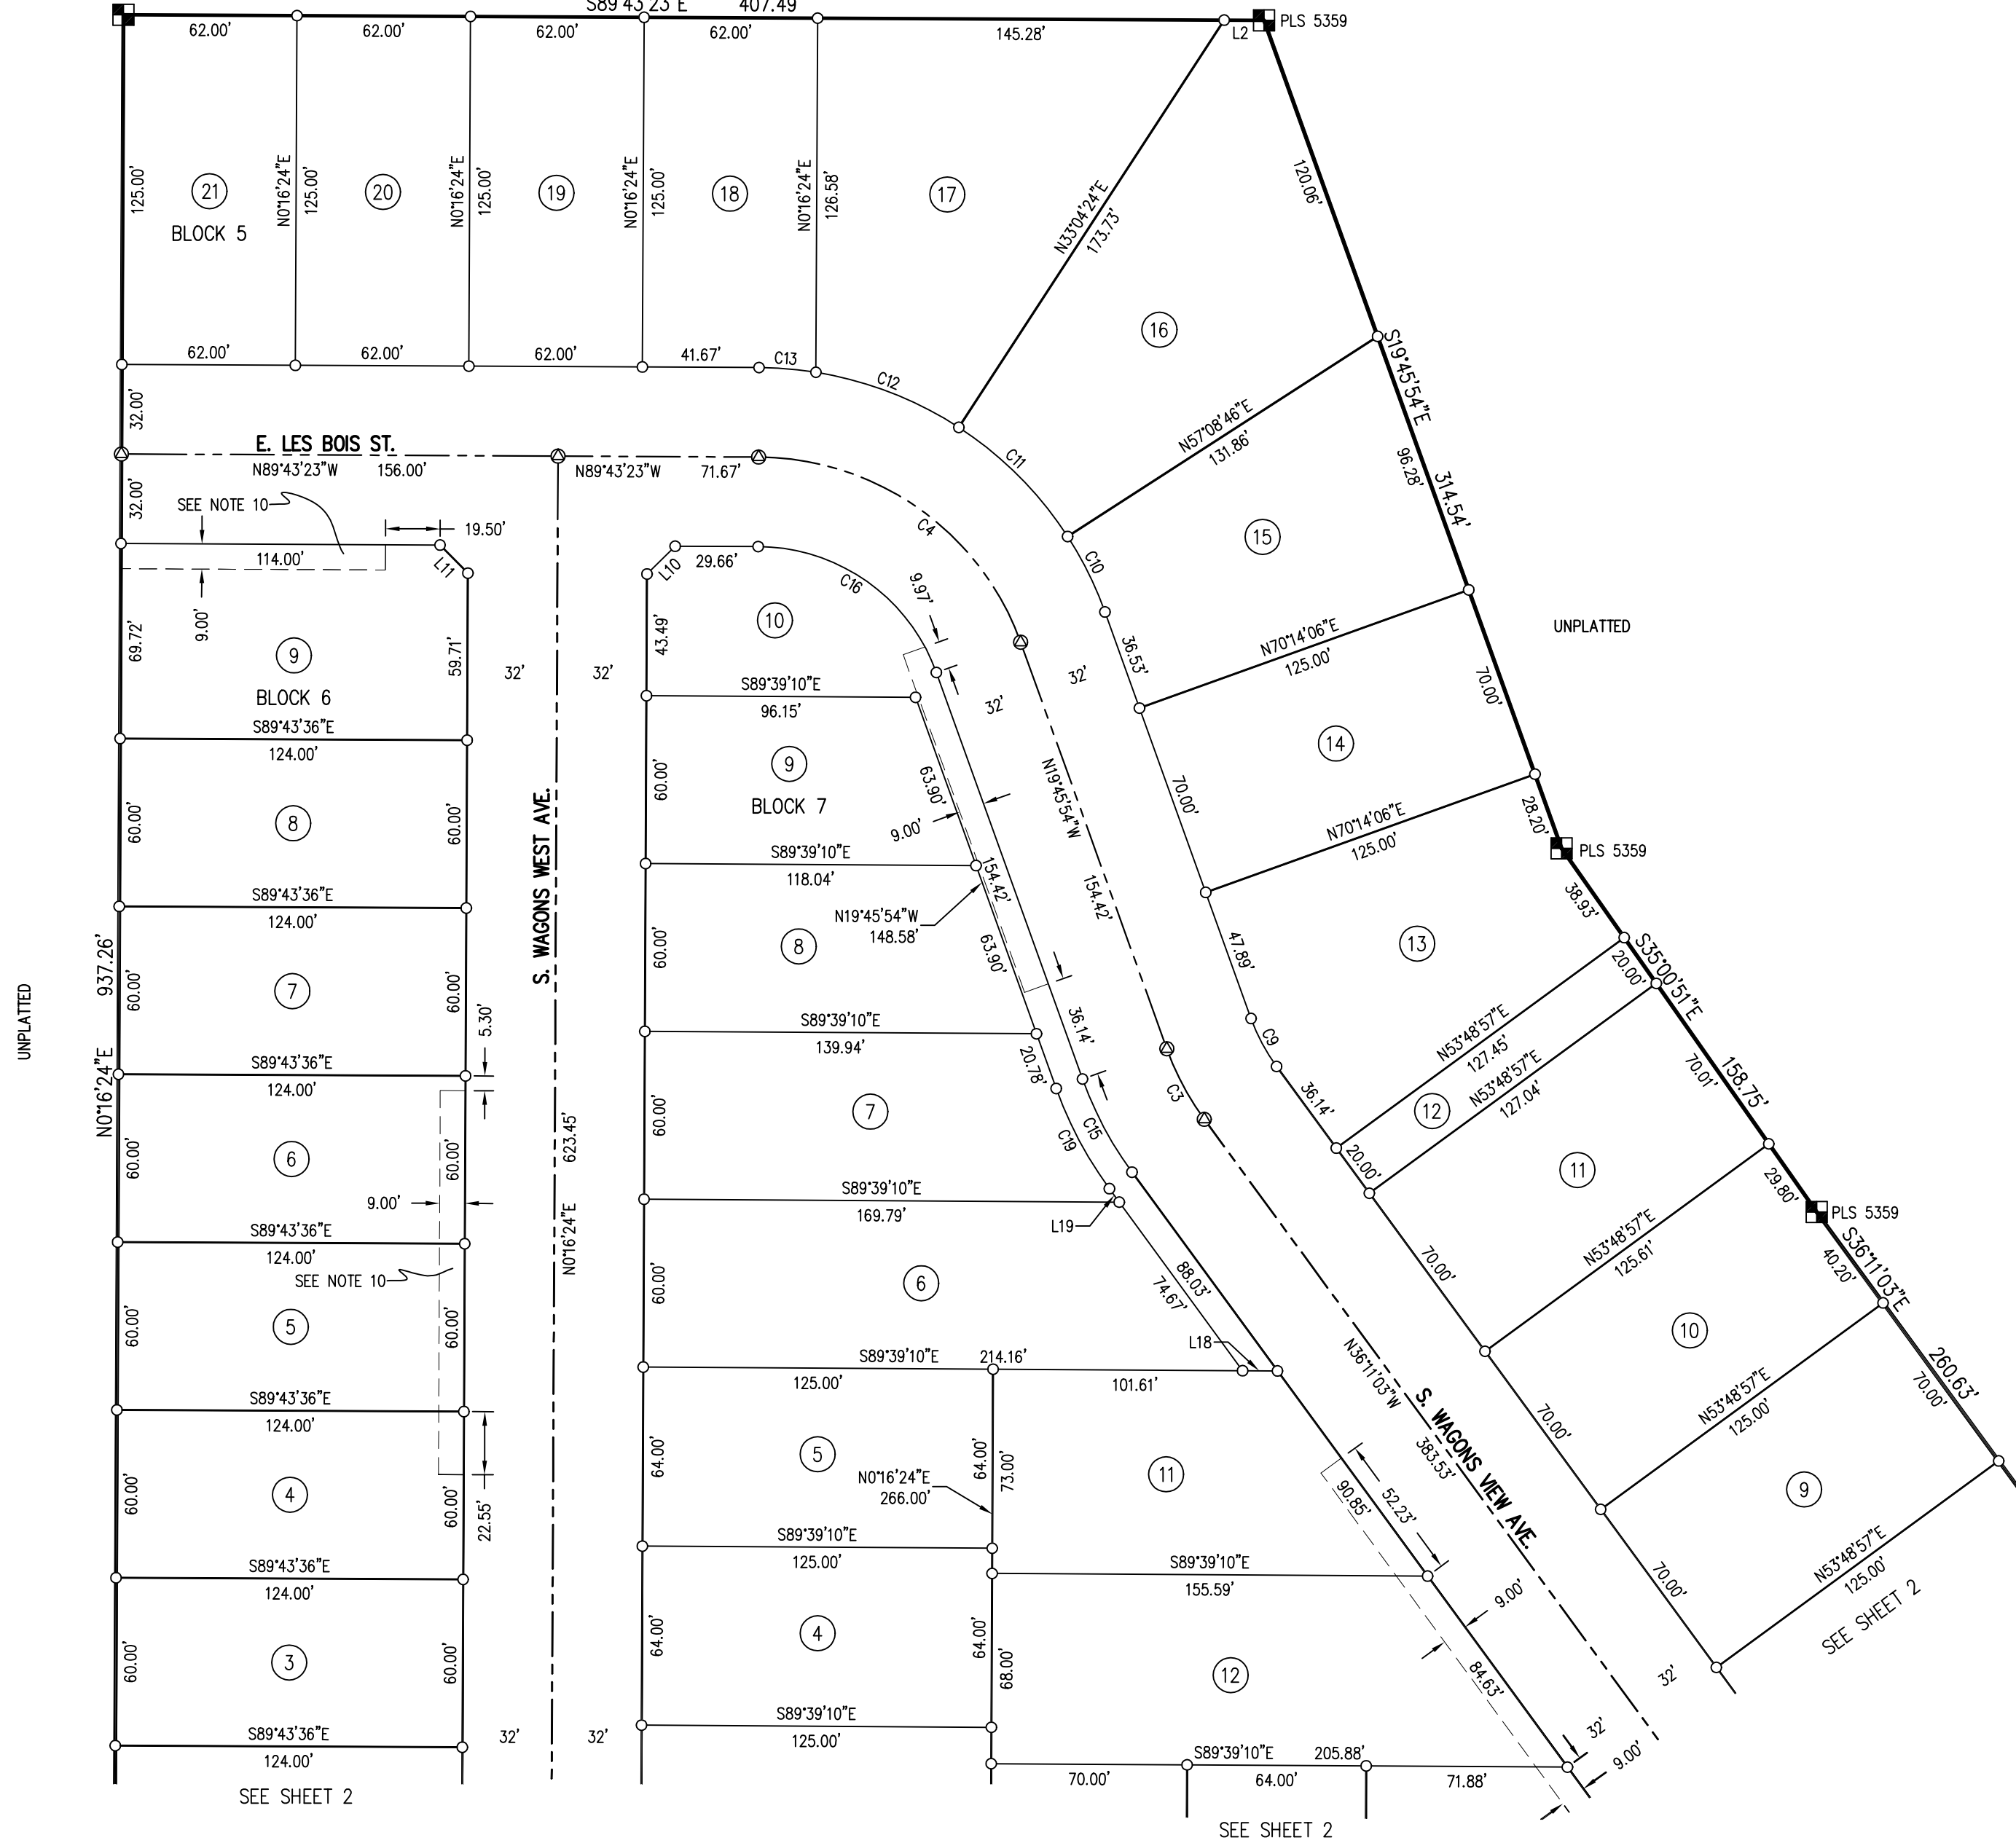 S89°43'23"E 407.49'
62.00'
62.00'
62.00'
62.00'
145.28'
L2
PLS 5359
125.00'
21
BLOCK 5
N0°16'24"E
125.00'
20
N0°16'24"E
125.00'
19
N0°16'24"E
125.00'
18
N0°16'24"E
126.58'
17
N33°04'24"E
173.73'
120.06'
16
62.00'
62.00'
62.00'
41.67'
C13
C12
C11
N57°08'46"E
131.86'
S19°45'54"E
314.54'
96.28'
32.00'
E. LES BOIS ST.
N89°43'23"W 156.00'
N89°43'23"W 71.67'
C4
32.00'
SEE NOTE 10
19.50'
114.00'
L11
9.00'
69.72'
9
BLOCK 6
59.71'
32'
32'
L10
29.66'
C16
9.97'
43.49'
10
C10
15
36.53'
N70°14'06"E
125.00'
UNPLATTED
70.00'
32'
32'
S89°39'10"E
96.15'
S89°43'36"E
124.00'
60.00'
8
60.00'
S. WAGONS WEST AVE.
60.00'
9
BLOCK 7
63.90'
9.00'
N19°45'54"W
154.42'
70.00'
14
N70°14'06"E
125.00'
28.20'
PLS 5359
S89°39'10"E
118.04'
154.42'
N19°45'54"W
148.58'
S89°43'36"E
124.00'
937.26'
N0°16'24"E
UNPLATTED
60.00'
7
60.00'
60.00'
8
63.90'
47.89'
13
38.93'
S35°00'51"E
158.75'
20.00'
N53°48'57"E
127.45'
5.30'
S89°39'10"E
139.94'
20.78'
36.14'
C9
36.14'
N53°48'57"E
127.04'
70.01'
S89°43'36"E
124.00'
60.00'
6
60.00'
9.00'
623.45'
N0°16'24"E
60.00'
7
C19
C15
C3
12
20.00'
11
29.80'
PLS 5359
S89°39'10"E
169.79'
L19
S89°43'36"E
124.00'
SEE NOTE 10
60.00'
5
60.00'
60.00'
6
74.67'
88.03'
70.00'
N53°48'57"E
125.61'
S36°11'03"E
260.63'
40.20'
10
L18
S89°39'10"E 214.16'
125.00'
101.61'
N36°11'03"W
383.53'
S. WAGONS VIEW AVE.
70.00'
N53°48'57"E
125.00'
70.00'
S89°43'36"E
124.00'
60.00'
4
60.00'
22.55'
64.00'
5
64.00'
73.00'
N0°16'24"E
266.00'
11
90.85'
52.23'
9
S89°39'10"E
125.00'
S89°39'10"E
155.59'
9.00'
70.00'
N53°48'57"E
125.00'
SEE SHEET 2
S89°43'36"E
124.00'
60.00'
3
60.00'
64.00'
4
64.00'
68.00'
12
84.63'
32'
S89°39'10"E
125.00'
32'
32'
32'
9.00'
S89°43'36"E
124.00'
SEE SHEET 2
S89°39'10"E 205.88'
70.00'
64.00'
71.88'
SEE SHEET 2